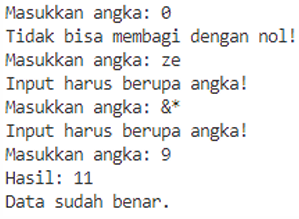 Masukkan angka: 0
Tidak bisa membagi dengan nol!
Masukkan angka: ze
Input harus berupa angka!
Masukkan angka: &*
Input harus berupa angka!
Masukkan angka: 9
Hasil: 11
Data sudah benar.